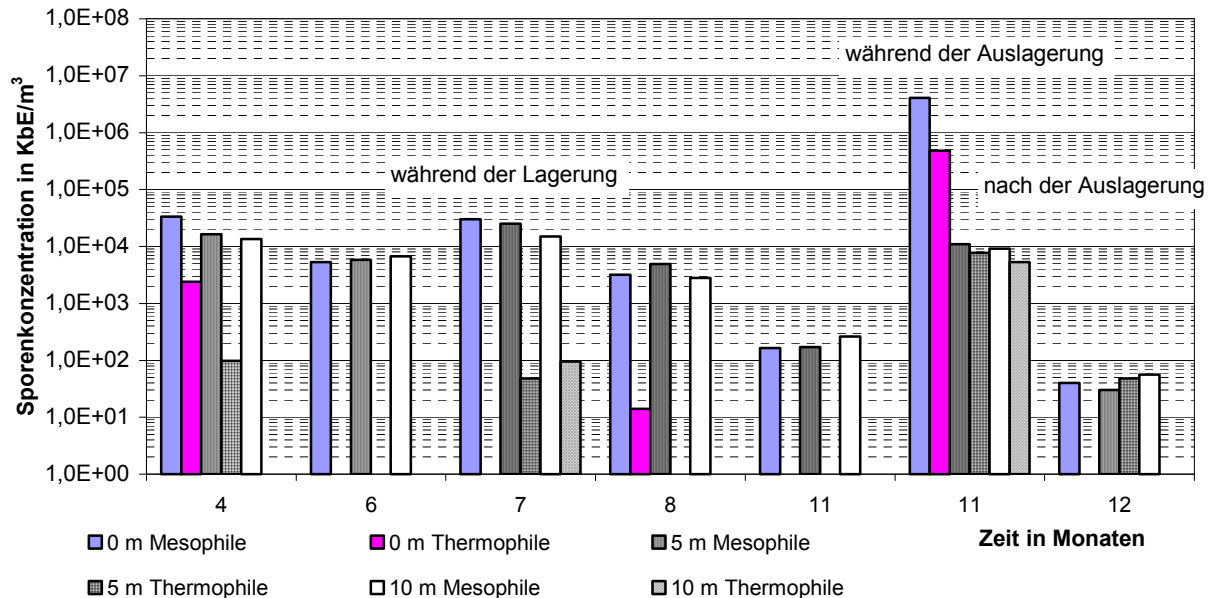 1,0E+08
1,0E+07
1,0E+06
1,0E+05
1,0E+04
1,0E+03
1,0E+02
1,0E+01
1,0E+00
Sporenkonzentration in KbE/m³
während der Auslagerung
während der Lagerung
nach der Auslagerung
4 6 7 8 11 11 12
Zeit in Monaten
0 m Mesophile 0 m Thermophile 5 m Mesophile
5 m Thermophile 10 m Mesophile 10 m Thermophile